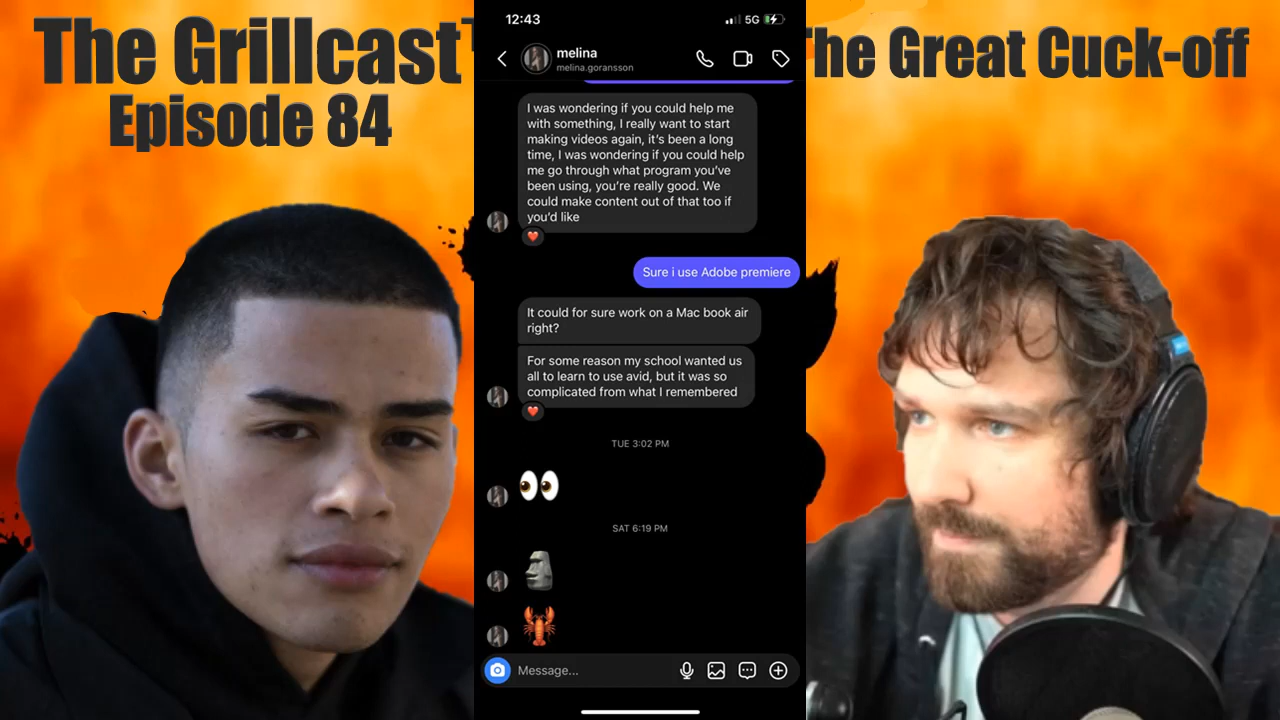 The Grillcast
Episode 84
The Great Cuck-off
12:43
5G
melina
melina.goransson
I was wondering if you could help me
with something, I really want to start
making videos again, it's been a long
time, I was wondering if you could help
me go through what program you've
been using, you're really good. We
could make content out of that too if
you'd like
Sure i use Adobe premiere
It could for sure work on a Mac book air
right?
For some reason my school wanted us
all to learn to use avid, but it was so
complicated from what I remembered
TUE 3:02 PM
SAT 6:19 PM
Message...